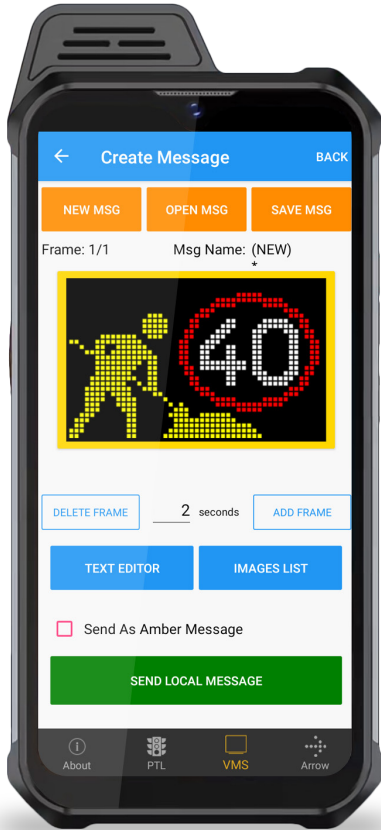 ← Create Message BACK
NEW MSG OPEN MSG SAVE MSG
Frame: 1/1 Msg Name: (NEW)
*
40
DELETE FRAME 2 seconds ADD FRAME
TEXT EDITOR IMAGES LIST
Send As Amber Message
SEND LOCAL MESSAGE
About PTL VMS Arrow